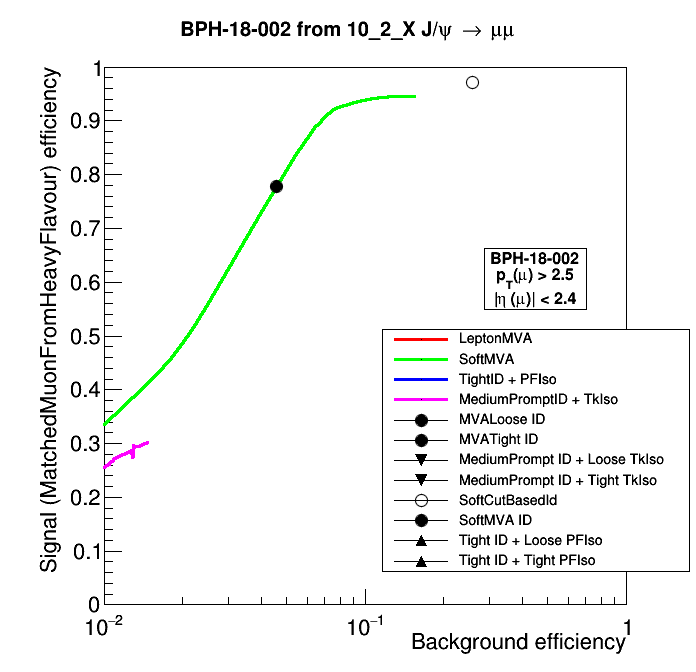 BPH-18-002 from 10_2_X J/ψ → μμ
Signal (MatchedMuonFromHeavyFlavour) efficiency
1
0.9
0.8
0.7
0.6
0.5
0.4
0.3
0.2
0.1
0
BPH-18-002
p_T(μ) > 2.5
|η (μ)| < 2.4
LeptonMVA
SoftMVA
TightID + PFIso
MediumPromptID + TkIso
MVALoose ID
MVATight ID
MediumPrompt ID + Loose TkIso
MediumPrompt ID + Tight TkIso
SoftCutBasedId
SoftMVA ID
Tight ID + Loose PFIso
Tight ID + Tight PFIso
10⁻² 10⁻¹ 1
Background efficiency